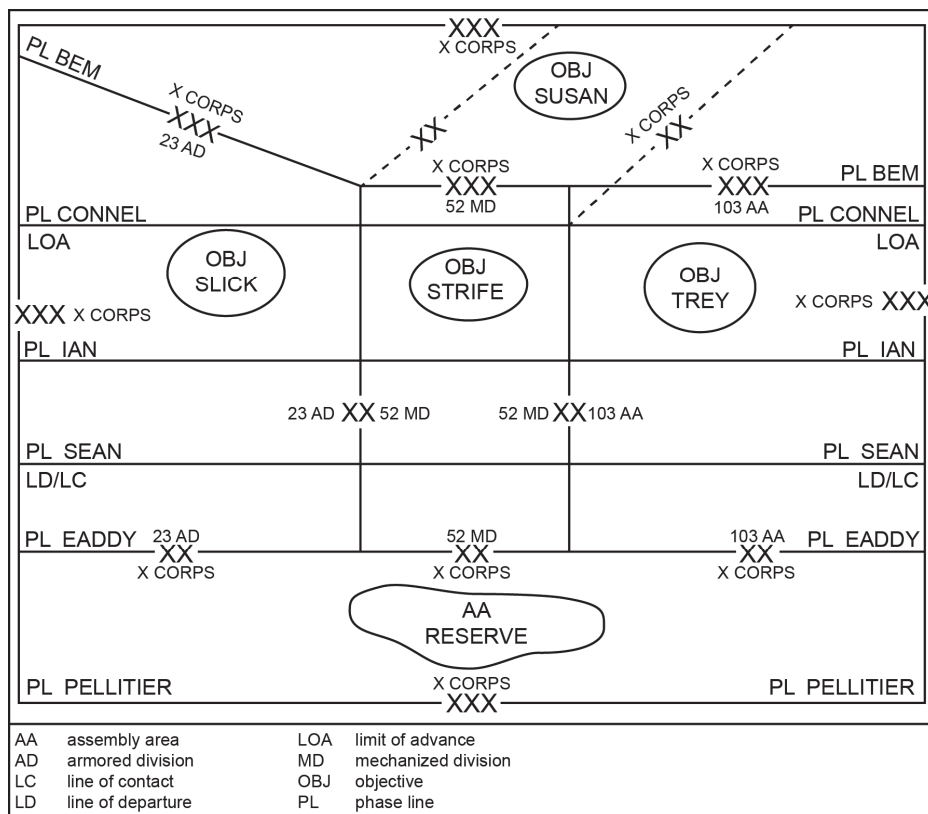 XXX
X CORPS
PL BEM
OBJ
SUSAN
X CORPS
XXX
23 AD
XX
X CORPS
XX
X CORPS
XXX
52 MD
X CORPS
XXX
103 AA
PL BEM
PL CONNEL
PL CONNEL
LOA
LOA
OBJ
SLICK
OBJ
STRIFE
OBJ
TREY
XXX X CORPS
X CORPS XXX
PL IAN
PL IAN
23 AD XX 52 MD
52 MD XX 103 AA
PL SEAN
PL SEAN
LD/LC
LD/LC
PL EADDY
23 AD
XX
X CORPS
52 MD
XX
X CORPS
103 AA
XX
X CORPS
PL EADDY
AA
RESERVE
PL PELLITIER
X CORPS
XXX
PL PELLITIER
AA assembly area
AD armored division
LC line of contact
LD line of departure
LOA limit of advance
MD mechanized division
OBJ objective
PL phase line